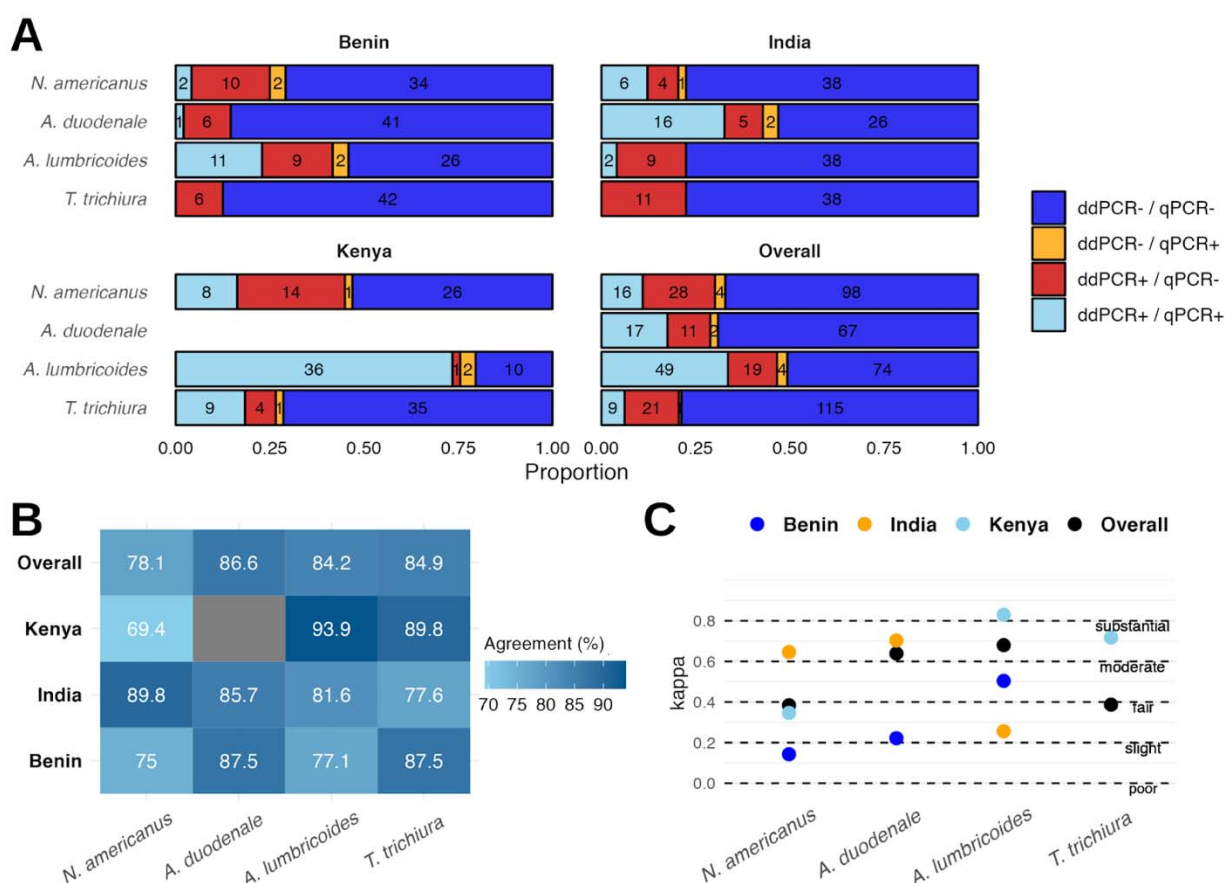 A
Benin
India
N. americanus 2 10 2 34 6 4 1 38
A. duodenale 1 6 41 16 5 2 26
A. lumbricoides 11 9 2 26 2 9 38
T. trichiura 6 42 11 38
ddPCR- / qPCR-
ddPCR- / qPCR+
ddPCR+ / qPCR-
ddPCR+ / qPCR+
Kenya
Overall
N. americanus 8 14 1 26 16 28 4 98
A. duodenale 17 11 2 67
A. lumbricoides 36 1 2 10 49 19 4 74
T. trichiura 9 4 1 35 9 21 1 115
0.00 0.25 0.50 0.75 1.00 0.00 0.25 0.50 0.75 1.00
Proportion
B
Overall 78.1 86.6 84.2 84.9
Kenya 69.4 93.9 89.8
India 89.8 85.7 81.6 77.6
Benin 75 87.5 77.1 87.5
N. americanus
A. duodenale
A. lumbricoides
T. trichiura
Agreement (%)
70 75 80 85 90
C
Benin India Kenya Overall
kappa
0.8
0.6
0.4
0.2
0.0
substantial
moderate
fair
slight
poor
N. americanus
A. duodenale
A. lumbricoides
T. trichiura